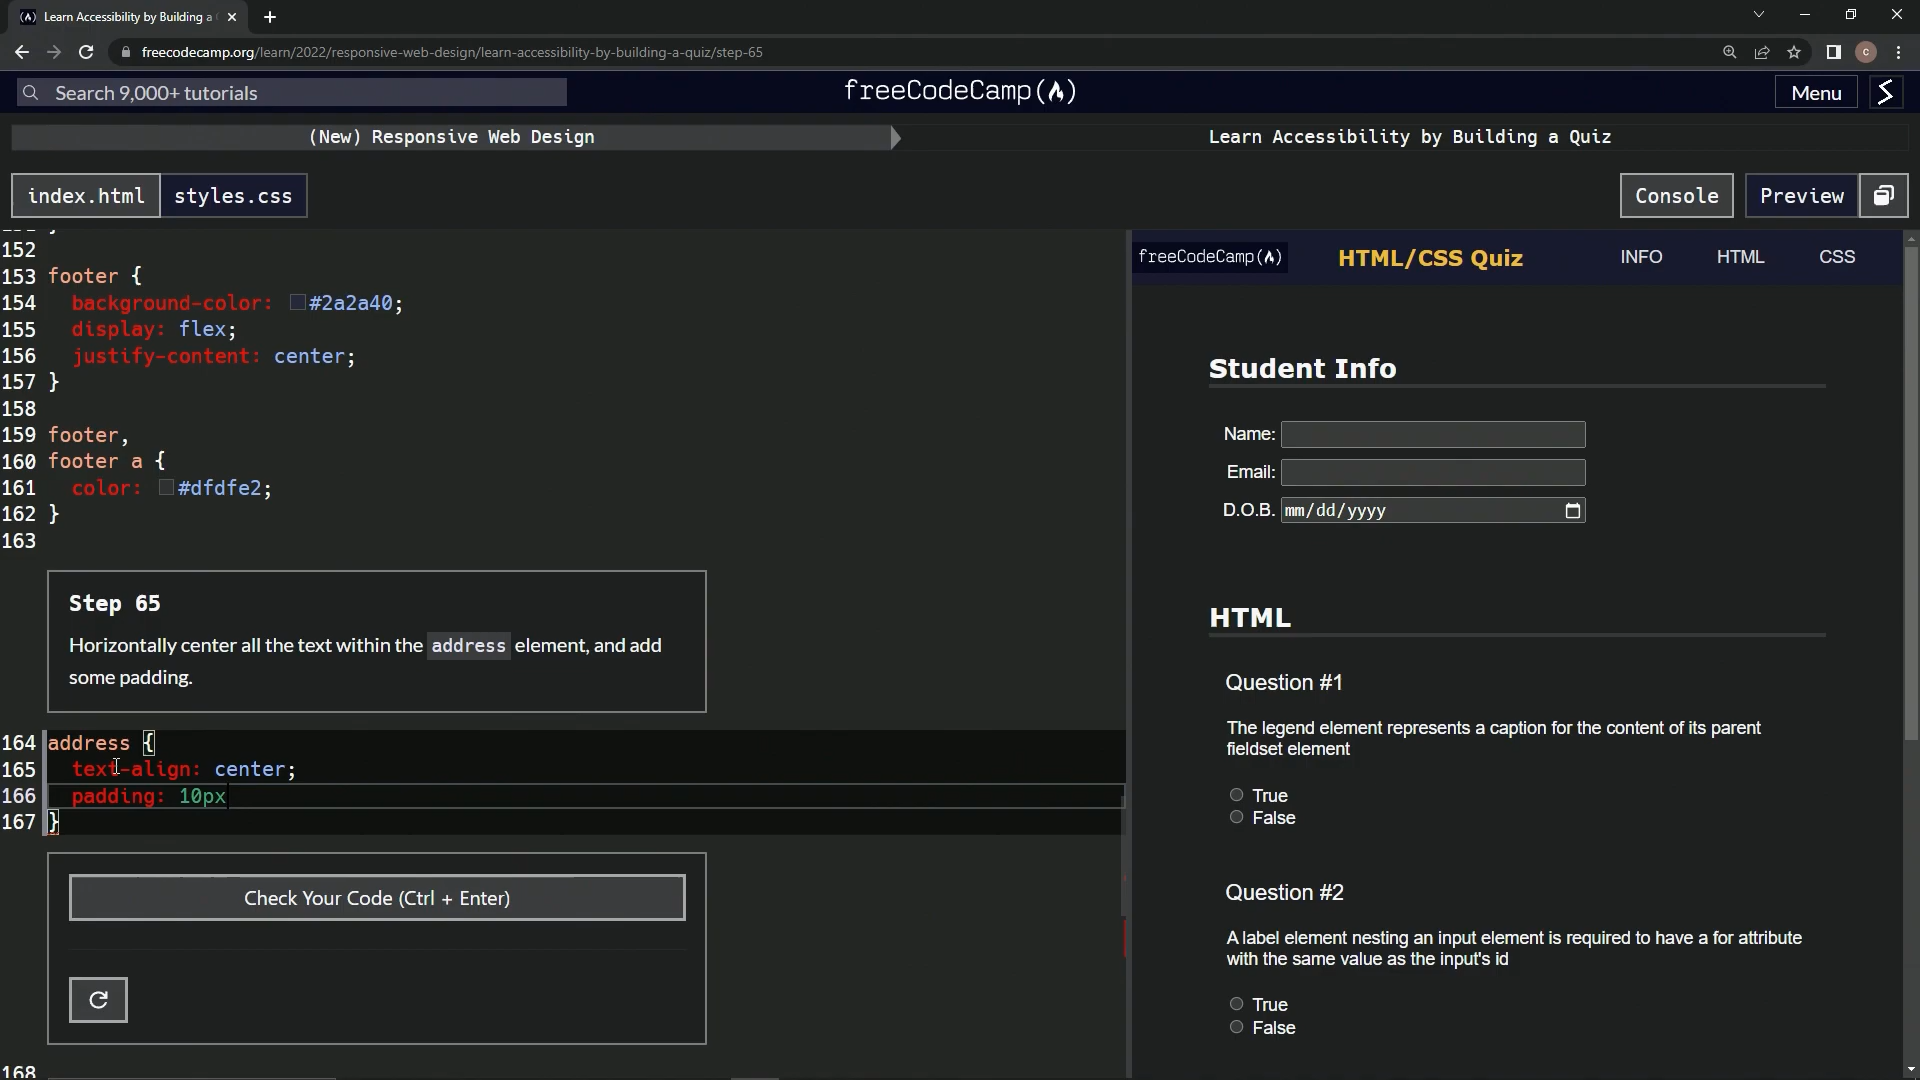 Learn Accessibility by Building a
freecodecamp.org/learn/2022/responsive-web-design/learn-accessibility-by-building-a-quiz/step-65
C
Search 9,000+ tutorials
freeCodeCamp(🔥)
Menu
(New) Responsive Web Design
Learn Accessibility by Building a Quiz
index.html
styles.css
Console
Preview
152
153 footer {
154 background-color: #2a2a40;
155 display: flex;
156 justify-content: center;
157 }
158
159 footer,
160 footer a {
161 color: #dfdfe2;
162 }
163
Step 65
Horizontally center all the text within the address element, and add
some padding.
164 address {
165 text-align: center;
166 padding: 10px
167 }
Check Your Code (Ctrl + Enter)
168
freeCodeCamp(🔥)
HTML/CSS Quiz
INFO
HTML
CSS
Student Info
Name:
Email:
D.O.B. mm/dd/yyyy
HTML
Question #1
The legend element represents a caption for the content of its parent
fieldset element
True
False
Question #2
A label element nesting an input element is required to have a for attribute
with the same value as the input's id
True
False